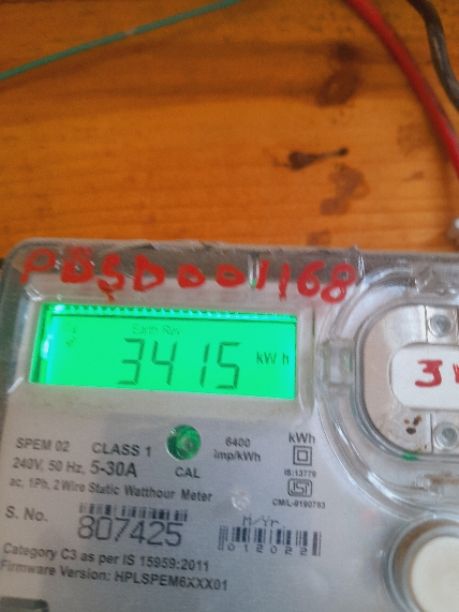 PBSD001168
Earth Rev
3415 kWh
3
SPEM 02 CLASS 1
6400
imp/kWh
kWh
240V, 50 Hz, 5-30A
CAL
IS:13779
ac, 1Ph, 2 Wire Static Watthour Meter
CM/L-9190793
S. No.
807425
M/Yr.
012022
Category C3 as per IS 15959:2011
Firmware Version: HPLSPEM6XXX01